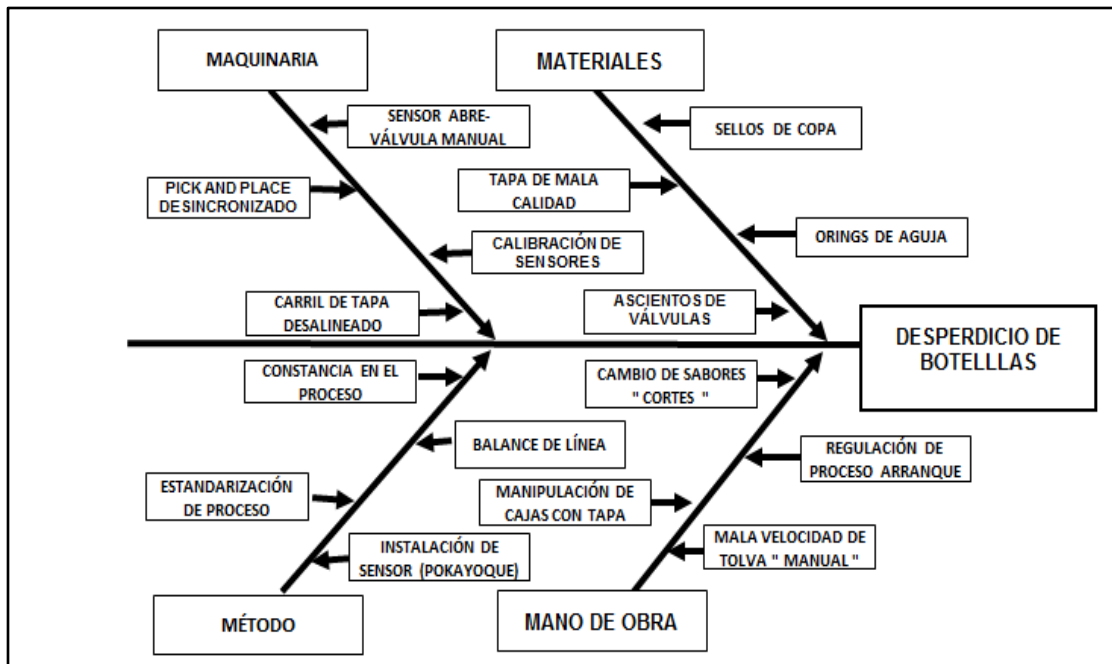 MAQUINARIA
MATERIALES
SENSOR ABRE-
VÁLVULA MANUAL
SELLOS DE COPA
PICK AND PLACE
DESINCRONIZADO
TAPA DE MALA
CALIDAD
CALIBRACIÓN DE
SENSORES
ORINGS DE AGUJA
CARRIL DE TAPA
DESALINEADO
ASCIENTOS DE
VÁLVULAS
DESPERDICIO DE
BOTELLLAS
CONSTANCIA EN EL
PROCESO
CAMBIO DE SABORES
" CORTES "
BALANCE DE LÍNEA
REGULACIÓN DE
PROCESO ARRANQUE
ESTANDARIZACIÓN
DE PROCESO
MANIPULACIÓN DE
CAJAS CON TAPA
INSTALACIÓN DE
SENSOR (POKAYOQUE)
MALA VELOCIDAD DE
TOLVA " MANUAL "
MÉTODO
MANO DE OBRA